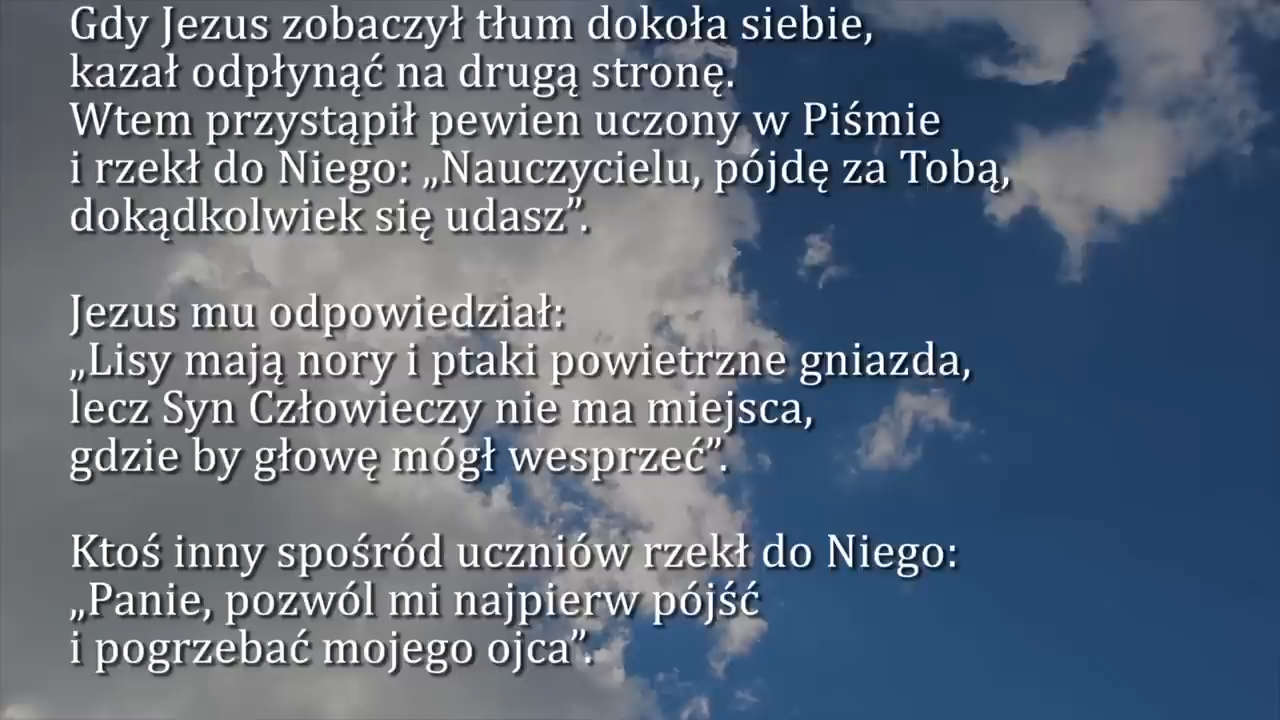 Gdy Jezus zobaczył tłum dokoła siebie,
kazał odpłynąć na drugą stronę.
Wtem przystąpił pewien uczony w Piśmie
i rzekł do Niego: „Nauczycielu, pójdę za Tobą,
dokądkolwiek się udasz”.
Jezus mu odpowiedział:
„Lisy mają nory i ptaki powietrzne gniazda,
lecz Syn Człowieczy nie ma miejsca,
gdzie by głowę mógł wesprzeć”.
Ktoś inny spośród uczniów rzekł do Niego:
„Panie, pozwól mi najpierw pójść
i pogrzebać mojego ojca”.